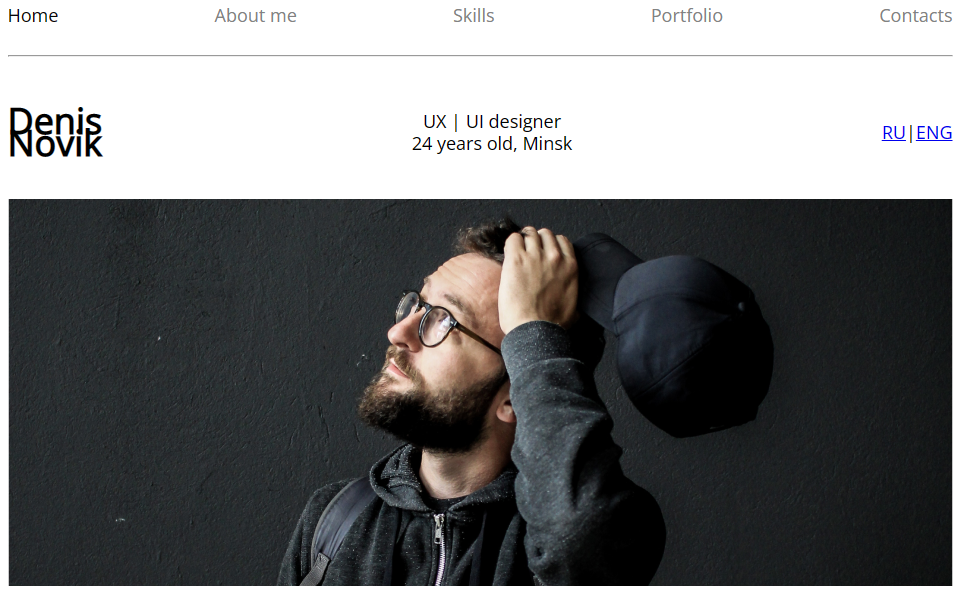 Home About me Skills Portfolio Contacts
Denis
Novik
UX | UI designer
24 years old, Minsk
RU|ENG